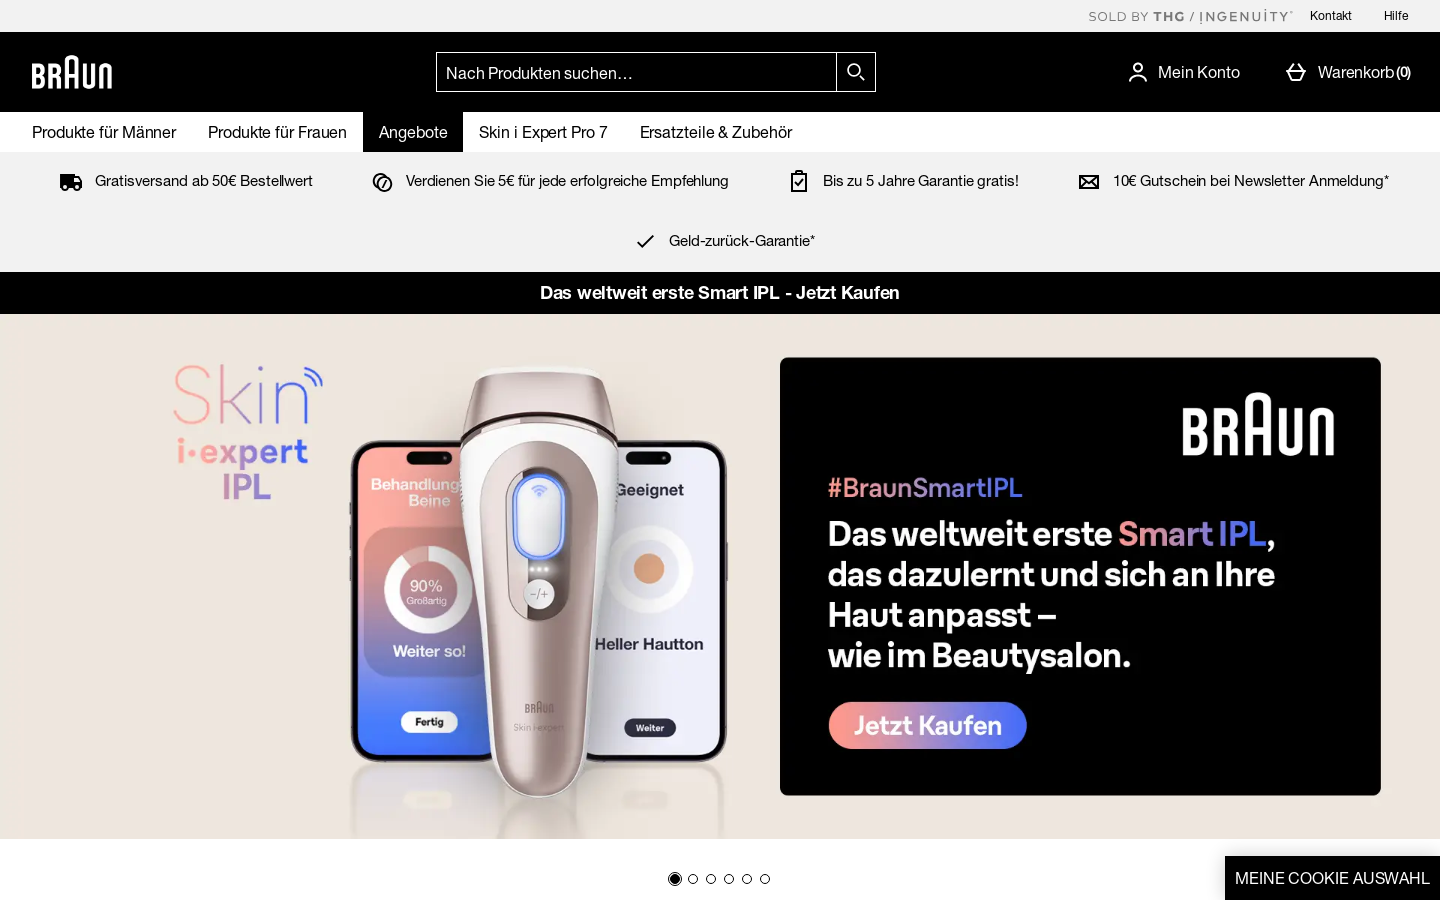 SOLD BY THG / INGENUITY
Kontakt
Hilfe
BRAUN
Nach Produkten suchen…
Mein Konto
Warenkorb (0)
Produkte für Männer
Produkte für Frauen
Angebote
Skin i Expert Pro 7
Ersatzteile & Zubehör
Gratisversand ab 50€ Bestellwert
Verdienen Sie 5€ für jede erfolgreiche Empfehlung
Bis zu 5 Jahre Garantie gratis!
10€ Gutschein bei Newsletter Anmeldung*
Geld-zurück-Garantie*
Das weltweit erste Smart IPL - Jetzt Kaufen
Skin
i·expert
IPL
Behandlung
Beine
90%
Großartig
Weiter so!
Fertig
-/+
BRAUN
Skin i·expert
Geeignet
Heller Hautton
Weiter
BRAUN
#BraunSmartIPL
Das weltweit erste Smart IPL,
das dazulernt und sich an Ihre
Haut anpasst –
wie im Beautysalon.
Jetzt Kaufen
MEINE COOKIE AUSWAHL